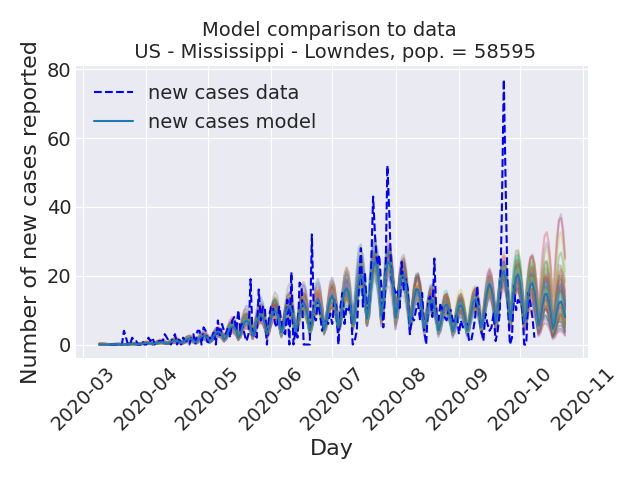 Model comparison to data
US - Mississippi - Lowndes, pop. = 58595
Number of new cases reported
80
60
40
20
0
new cases data
new cases model
2020-03
2020-04
2020-05
2020-06
2020-07
2020-08
2020-09
2020-10
2020-11
Day